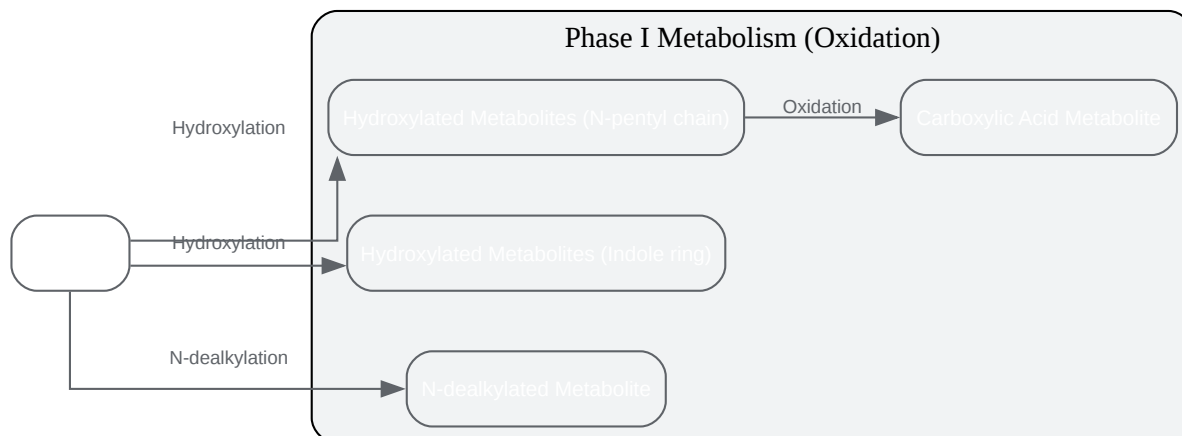 Phase I Metabolism (Oxidation)
Hydroxylation
Hydroxylated Metabolites (N-pentyl chain)
Oxidation
Carboxylic Acid Metabolite
Hydroxylation
Hydroxylated Metabolites (Indole ring)
N-dealkylation
N-dealkylated Metabolite